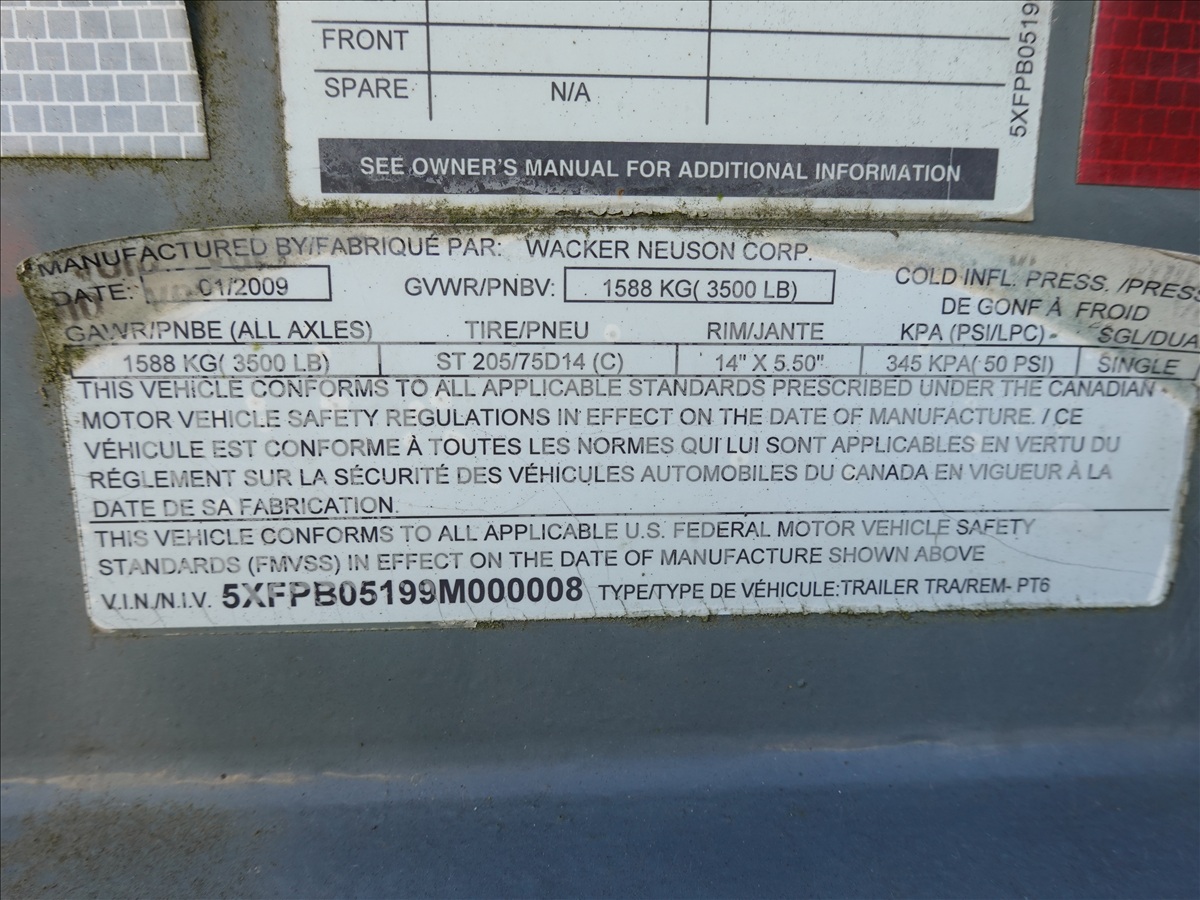 FRONT
SPARE N/A
SEE OWNER'S MANUAL FOR ADDITIONAL INFORMATION
5XFPB0519
MANUFACTURED BY/FABRIQUÉ PAR: WACKER NEUSON CORP.
DATE: 01/2009 GVWR/PNBV: 1588 KG( 3500 LB) COLD INFL. PRESS. /PRESS
DE GONF À FROID
GAWR/PNBE (ALL AXLES) TIRE/PNEU RIM/JANTE KPA (PSI/LPC) - SGL/DUA
1588 KG( 3500 LB) ST 205/75D14 (C) 14" X 5.50" 345 KPA( 50 PSI) SINGLE
THIS VEHICLE CONFORMS TO ALL APPLICABLE STANDARDS PRESCRIBED UNDER THE CANADIAN
MOTOR VEHICLE SAFETY REGULATIONS IN EFFECT ON THE DATE OF MANUFACTURE. / CE
VÉHICULE EST CONFORME À TOUTES LES NORMES QUI LUI SONT APPLICABLES EN VERTU DU
RÉGLEMENT SUR LA SÉCURITÉ DES VÉHICULES AUTOMOBILES DU CANADA EN VIGUEUR À LA
DATE DE SA FABRICATION.
THIS VEHICLE CONFORMS TO ALL APPLICABLE U.S. FEDERAL MOTOR VEHICLE SAFETY
STANDARDS (FMVSS) IN EFFECT ON THE DATE OF MANUFACTURE SHOWN ABOVE
V.I.N./N.I.V. 5XFPB05199M000008 TYPE/TYPE DE VÉHICULE:TRAILER TRA/REM- PT6